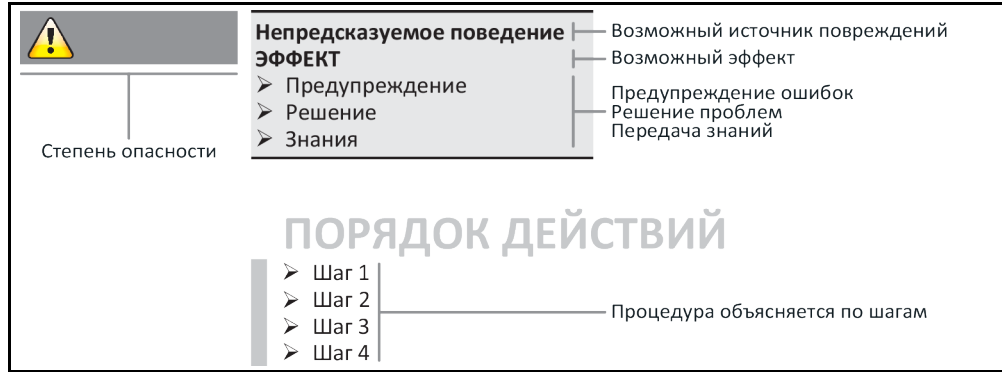 Непредсказуемое поведение
Возможный источник повреждений
ЭФФЕКТ
Возможный эффект
Предупреждение
Решение
Знания
Предупреждение ошибок
Решение проблем
Передача знаний
Степень опасности
ПОРЯДОК ДЕЙСТВИЙ
Шаг 1
Шаг 2
Шаг 3
Шаг 4
Процедура объясняется по шагам